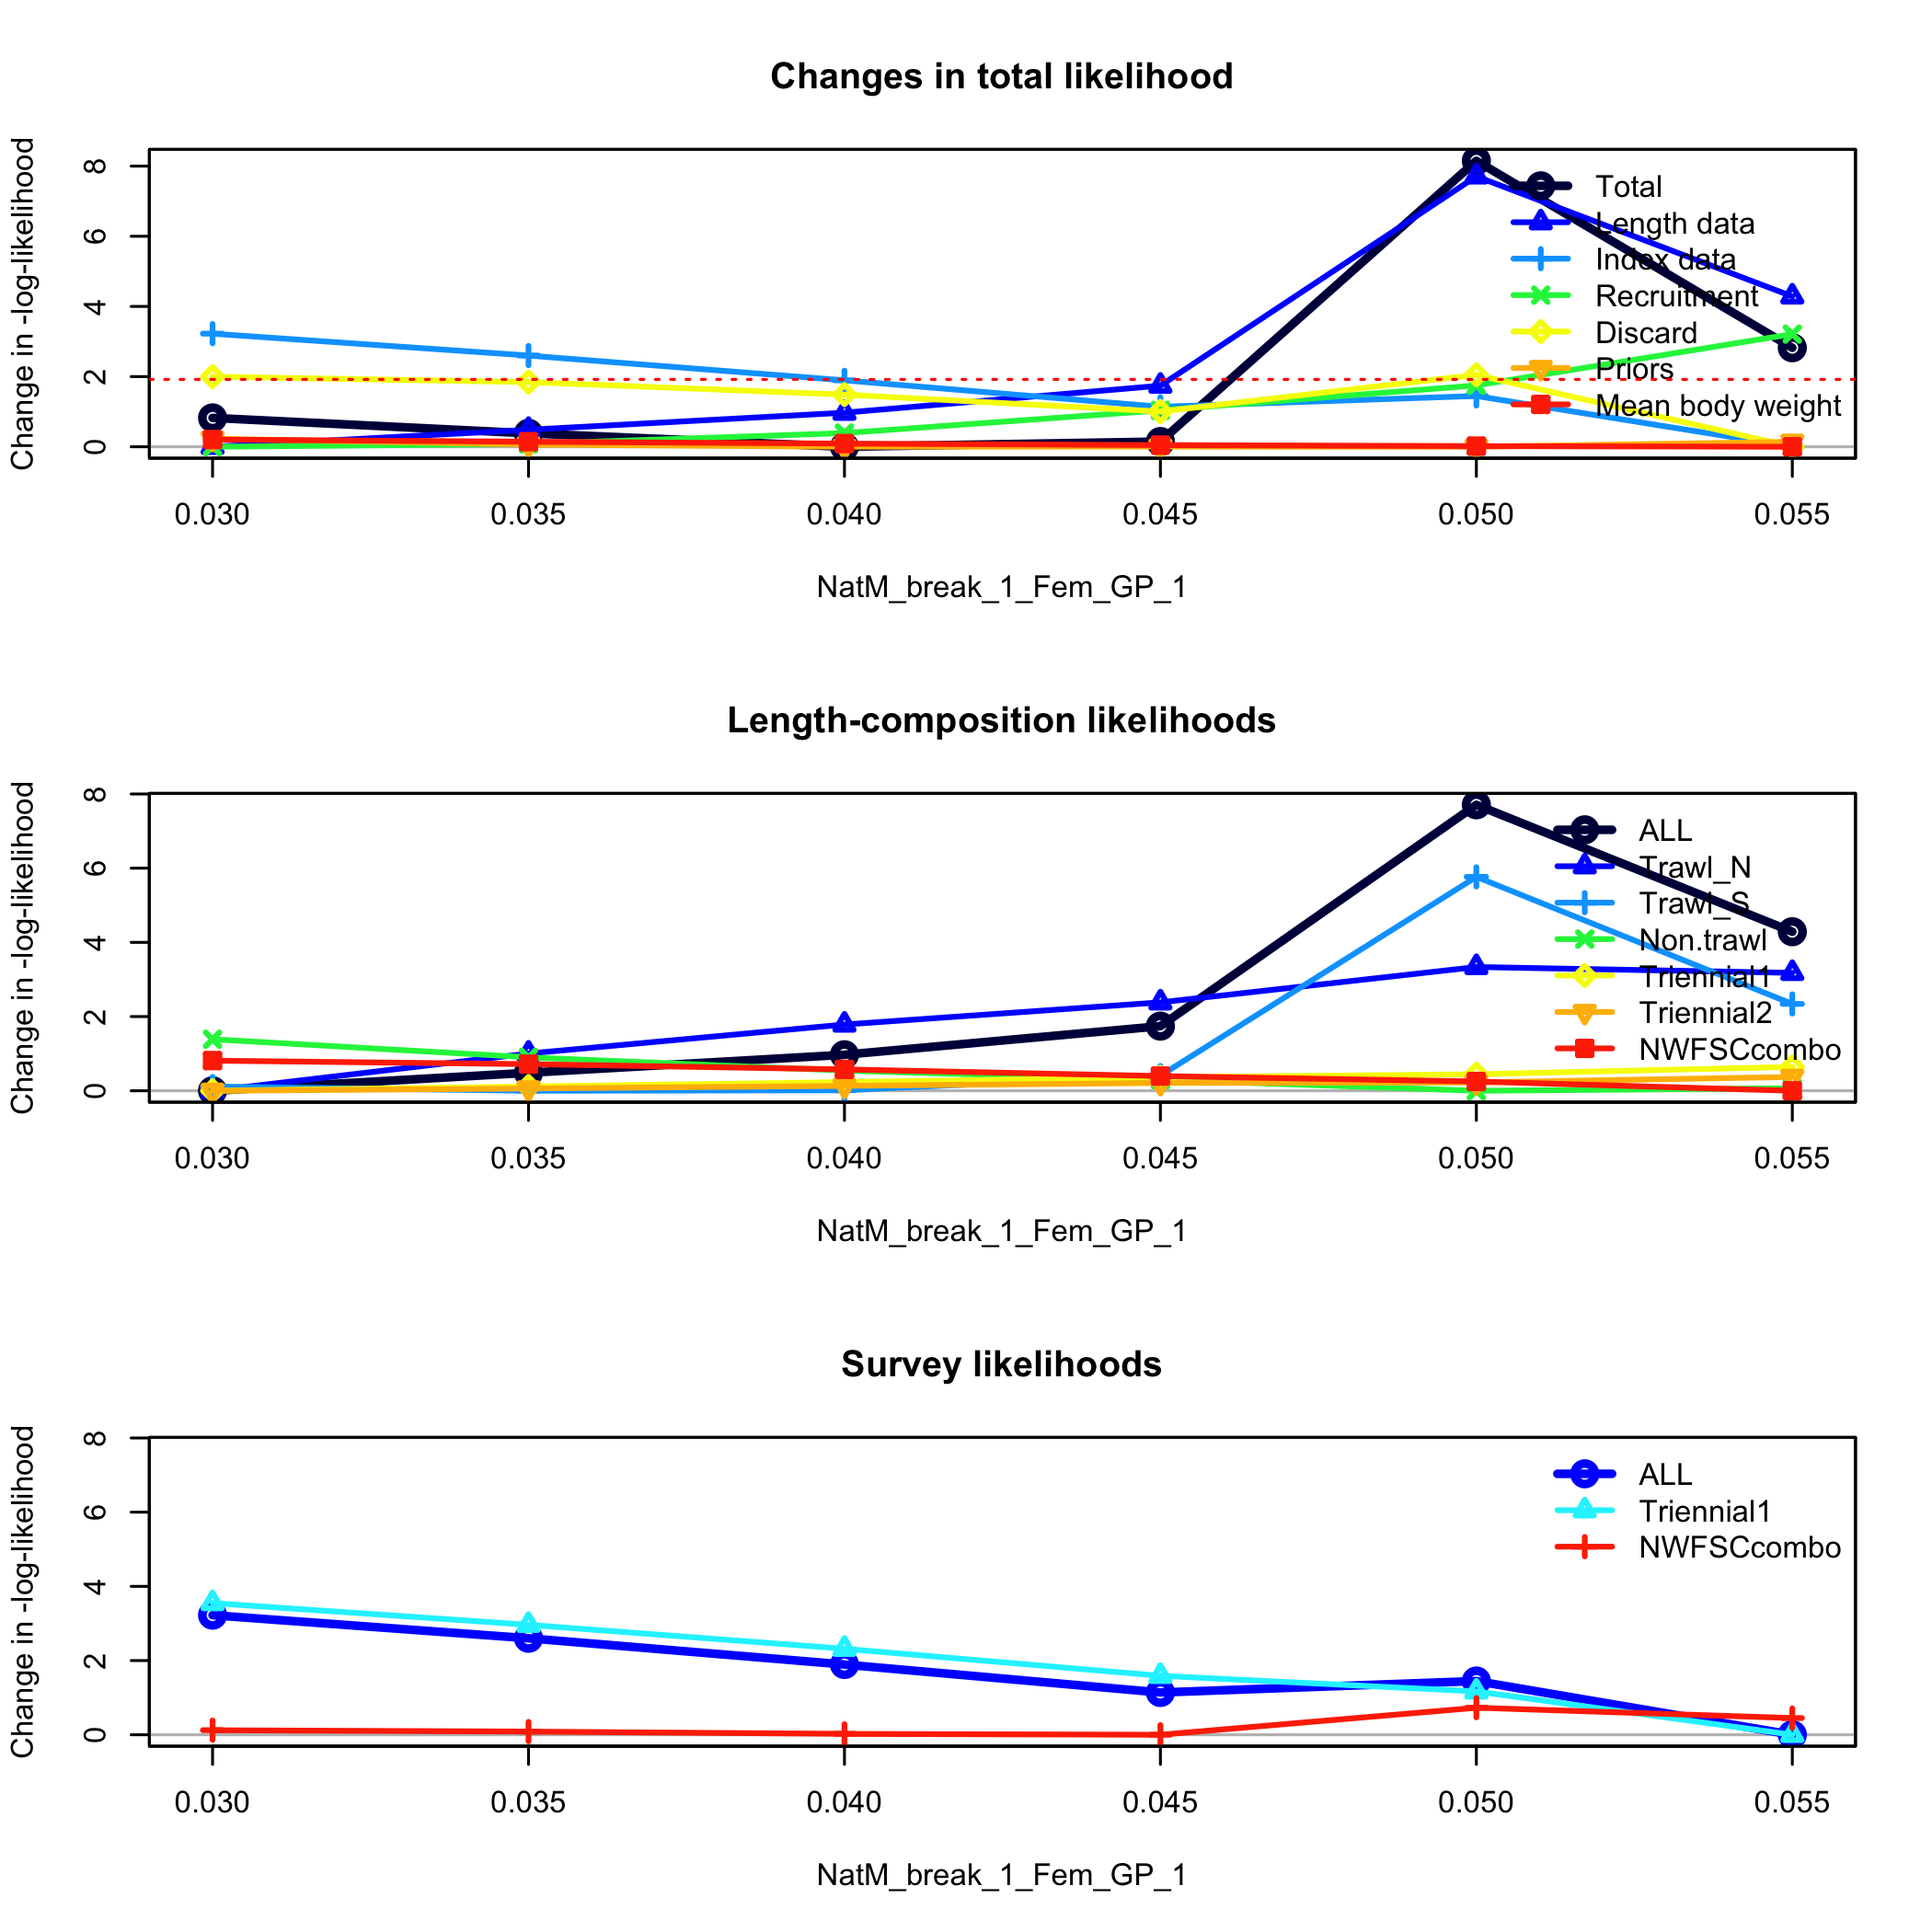 Changes in total likelihood
Change in -log-likelihood
8
6
4
2
0
Total
Length data
Index data
Recruitment
Discard
Priors
Mean body weight
0.030 0.035 0.040 0.045 0.050 0.055
NatM_break_1_Fem_GP_1
Length-composition likelihoods
Change in -log-likelihood
8
6
4
2
0
ALL
Trawl_N
Trawl_S
Non.trawl
Triennial1
Triennial2
NWFSCcombo
0.030 0.035 0.040 0.045 0.050 0.055
NatM_break_1_Fem_GP_1
Survey likelihoods
Change in -log-likelihood
8
6
4
2
0
ALL
Triennial1
NWFSCcombo
0.030 0.035 0.040 0.045 0.050 0.055
NatM_break_1_Fem_GP_1